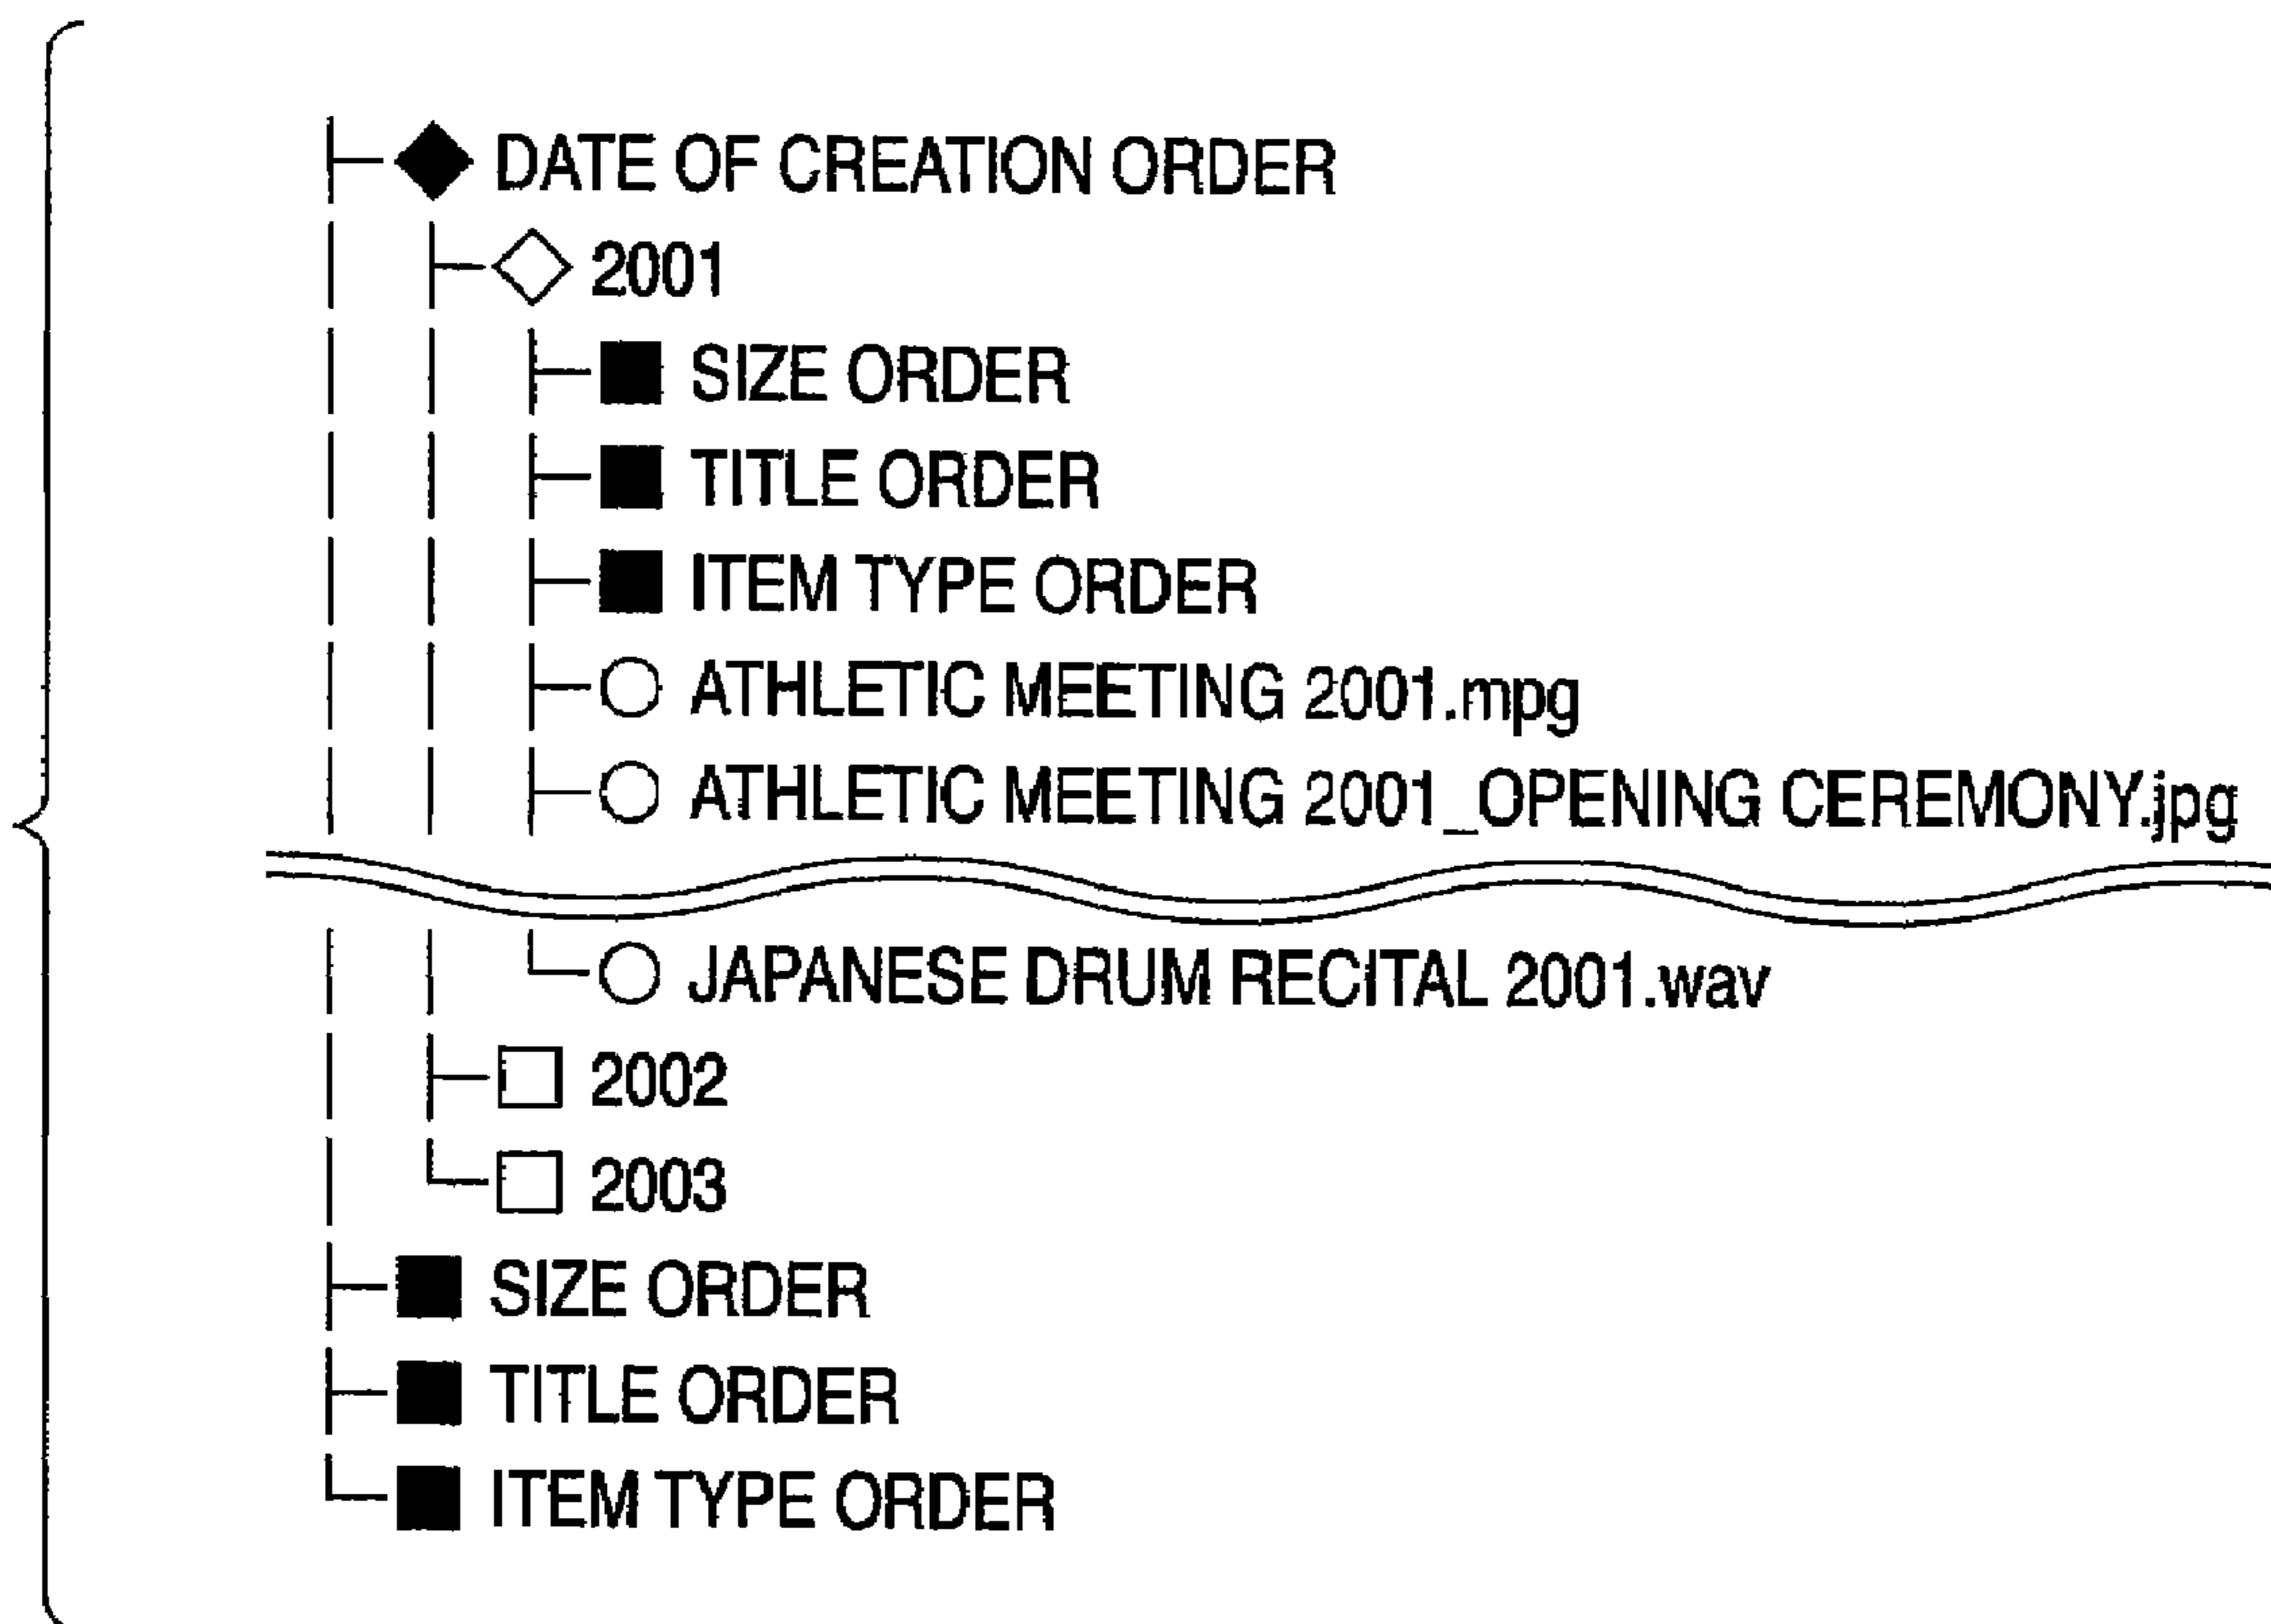 DATE OF CREATION ORDER
2001
SIZE ORDER
TITLE ORDER
ITEM TYPE ORDER
ATHLETIC MEETING 2001.mpg
ATHLETIC MEETING 2001_OPENING CEREMONY.jpg
JAPANESE DRUM RECITAL 2001.wav
2002
2003
SIZE ORDER
TITLE ORDER
ITEM TYPE ORDER